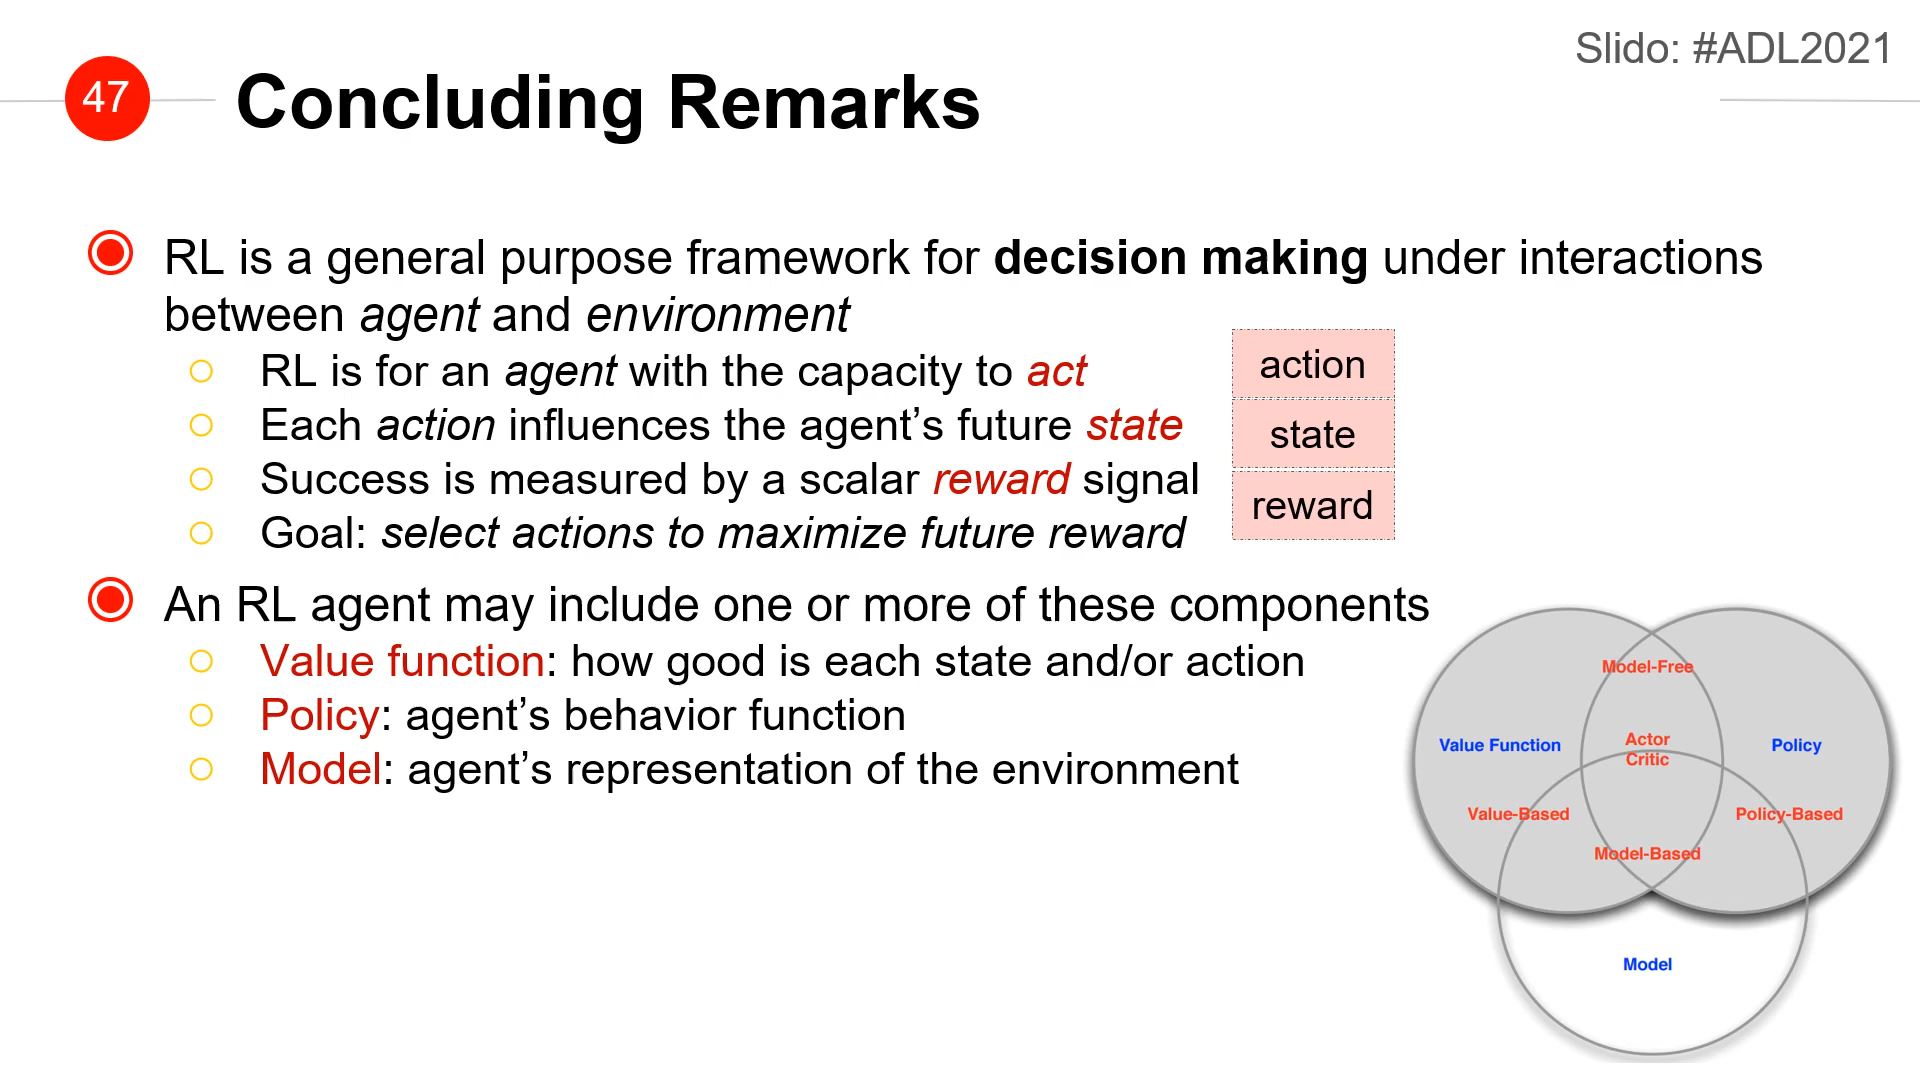 Slido: #ADL2021
47
Concluding Remarks
RL is a general purpose framework for decision making under interactions
between agent and environment
RL is for an agent with the capacity to act
Each action influences the agent’s future state
Success is measured by a scalar reward signal
Goal: select actions to maximize future reward
action
state
reward
An RL agent may include one or more of these components
Value function: how good is each state and/or action
Policy: agent’s behavior function
Model: agent’s representation of the environment
Model-Free
Value Function
Actor
Critic
Policy
Value-Based
Policy-Based
Model-Based
Model